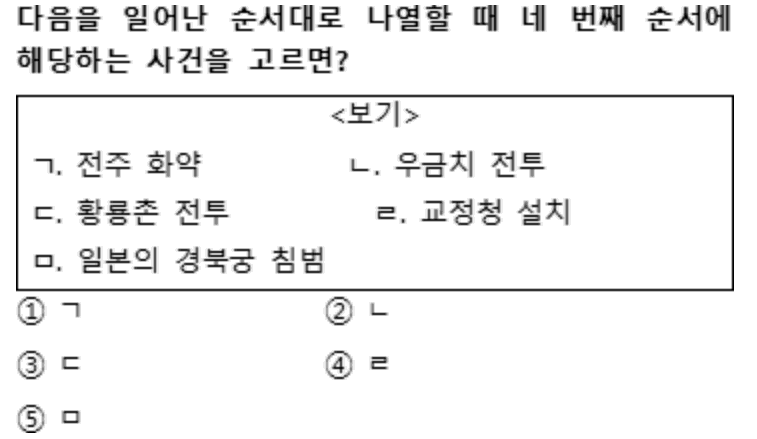 다음을 일어난 순서대로 나열할 때 네 번째 순서에
해당하는 사건을 고르면?
<보기>
ㄱ. 전주 화약 ㄴ. 우금치 전투
ㄷ. 황룡촌 전투 ㄹ. 교정청 설치
ㅁ. 일본의 경복궁 침범
① ㄱ ② ㄴ
③ ㄷ ④ ㄹ
⑤ ㅁ